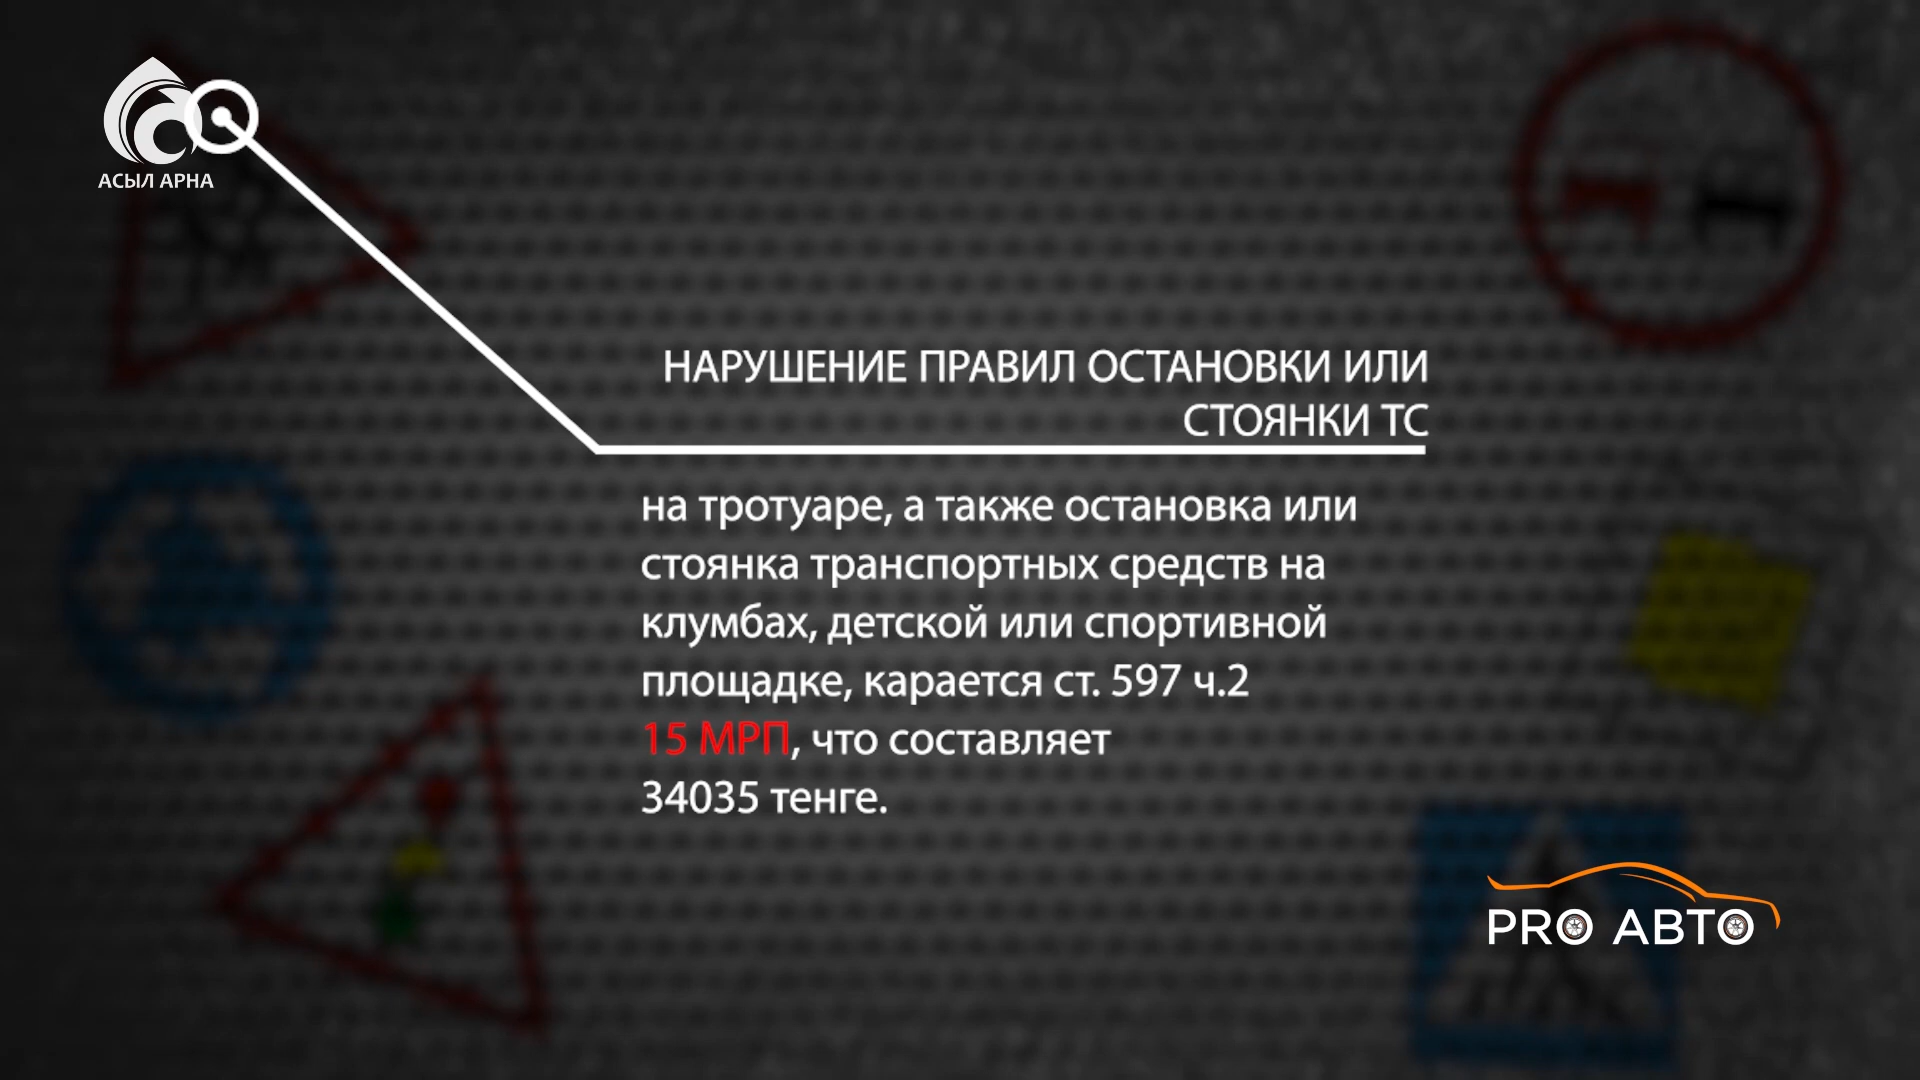 АСЫЛ АРНА
НАРУШЕНИЕ ПРАВИЛ ОСТАНОВКИ ИЛИ
СТОЯНКИ ТС
на тротуаре, а также остановка или
стоянка транспортных средств на
клумбах, детской или спортивной
площадке, карается ст. 597 ч.2
15 МРП, что составляет
34035 тенге.
PRO АВТО